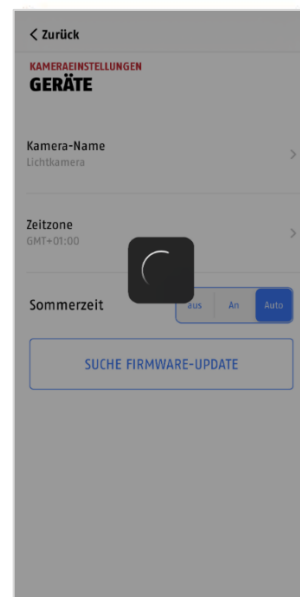 Zurück
KAMERAEINSTELLUNGEN
GERÄTE
Kamera-Name
Lichtkamera
Zeitzone
GMT+01:00
Sommerzeit aus An Auto
SUCHE FIRMWARE-UPDATE